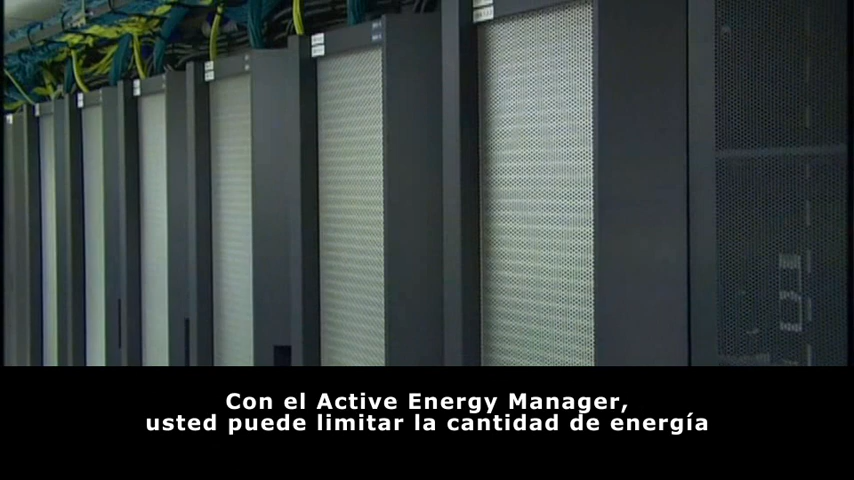 Con el Active Energy Manager,
usted puede limitar la cantidad de energía